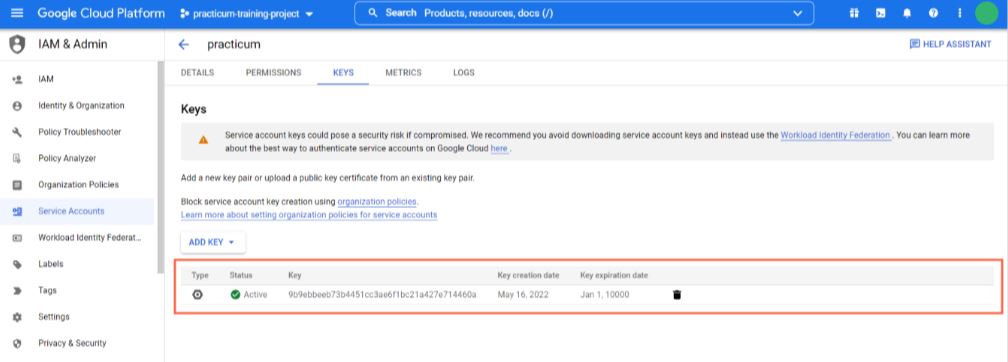 Google Cloud Platform practicum-training-project Search Products, resources, docs (/)
IAM & Admin
practicum
HELP ASSISTANT
IAM
Identity & Organization
Policy Troubleshooter
Policy Analyzer
Organization Policies
Service Accounts
Workload Identity Federat...
Labels
Tags
Settings
Privacy & Security
DETAILS PERMISSIONS KEYS METRICS LOGS
Keys
Service account keys could pose a security risk if compromised. We recommend you avoid downloading service account keys and instead use the Workload Identity Federation . You can learn more
about the best way to authenticate service accounts on Google Cloud here .
Add a new key pair or upload a public key certificate from an existing key pair.
Block service account key creation using organization policies.
Learn more about setting organization policies for service accounts
ADD KEY
Type Status Key Key creation date Key expiration date
Active 9b9ebbeeb73b4451cc3ae6f1bc21a427e714460a May 16, 2022 Jan 1, 10000